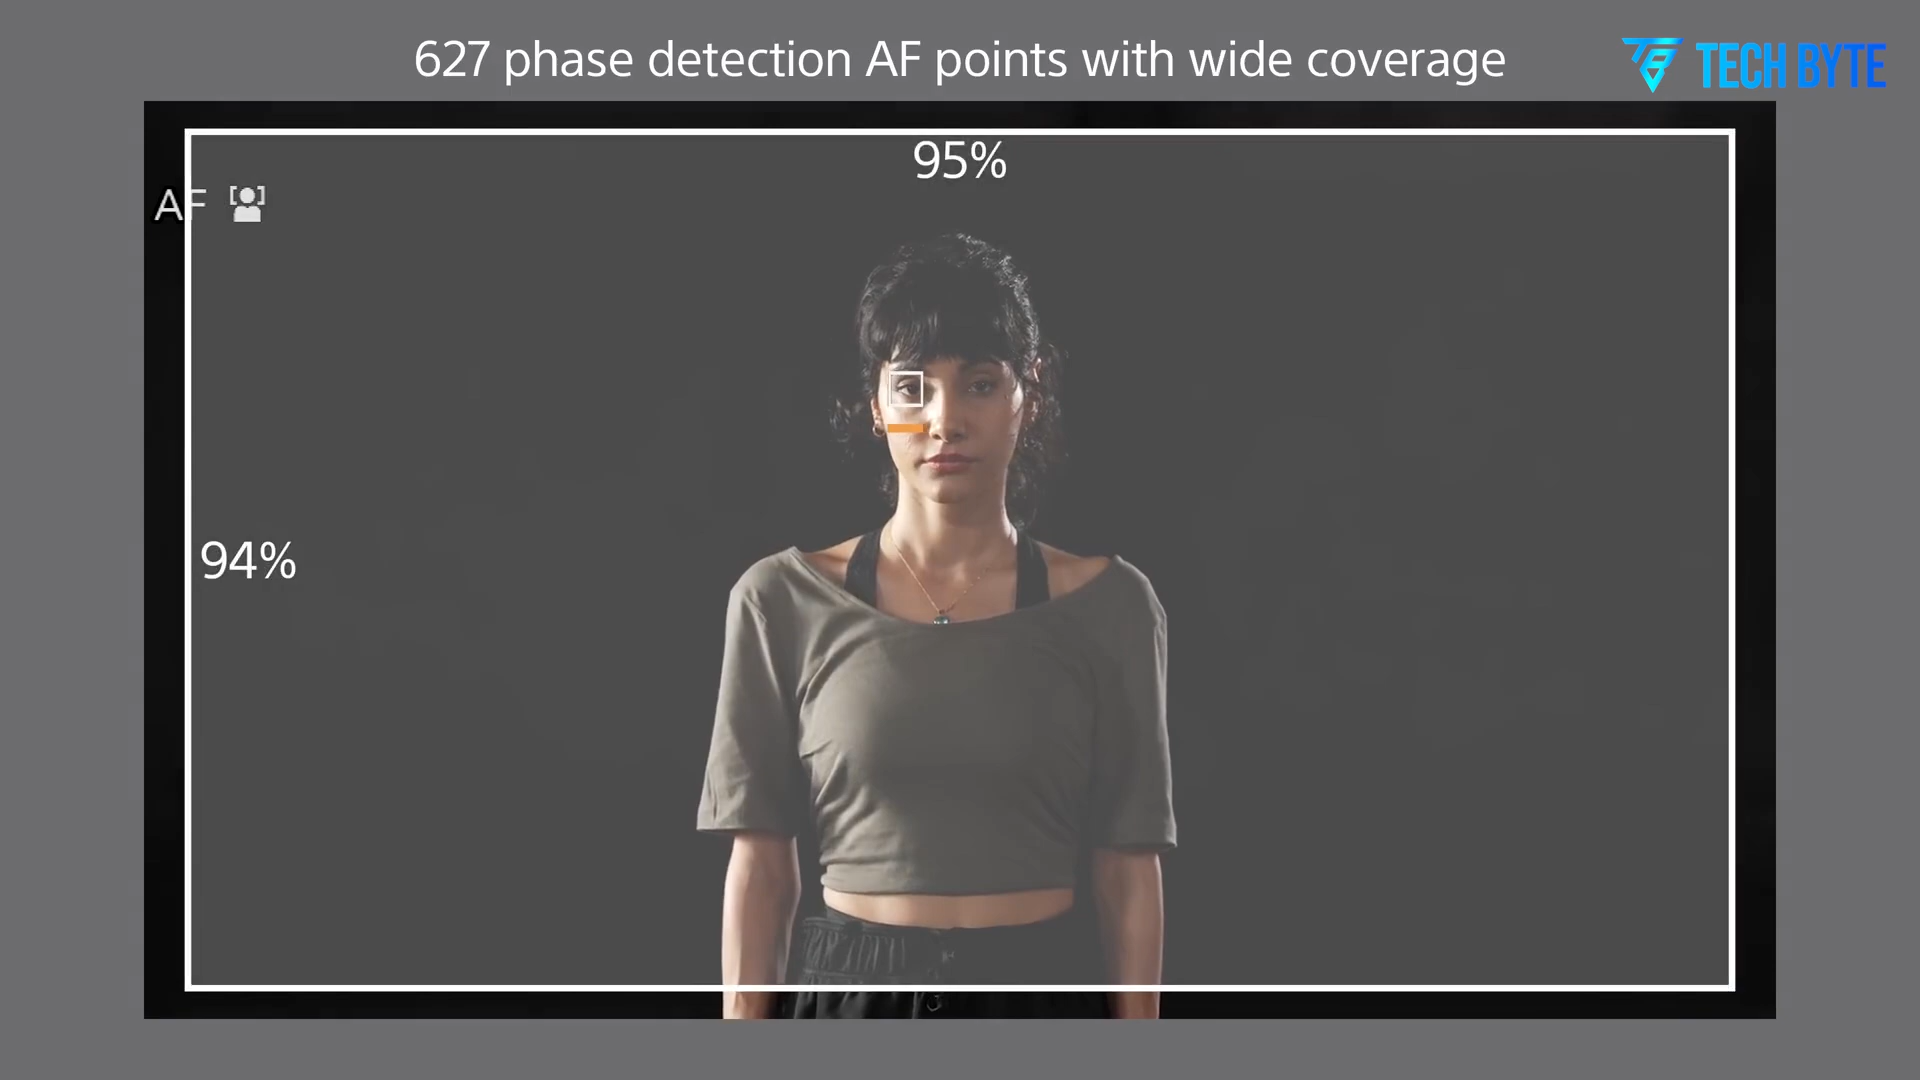 627 phase detection AF points with wide coverage
TECH BYTE
95%
AF
94%